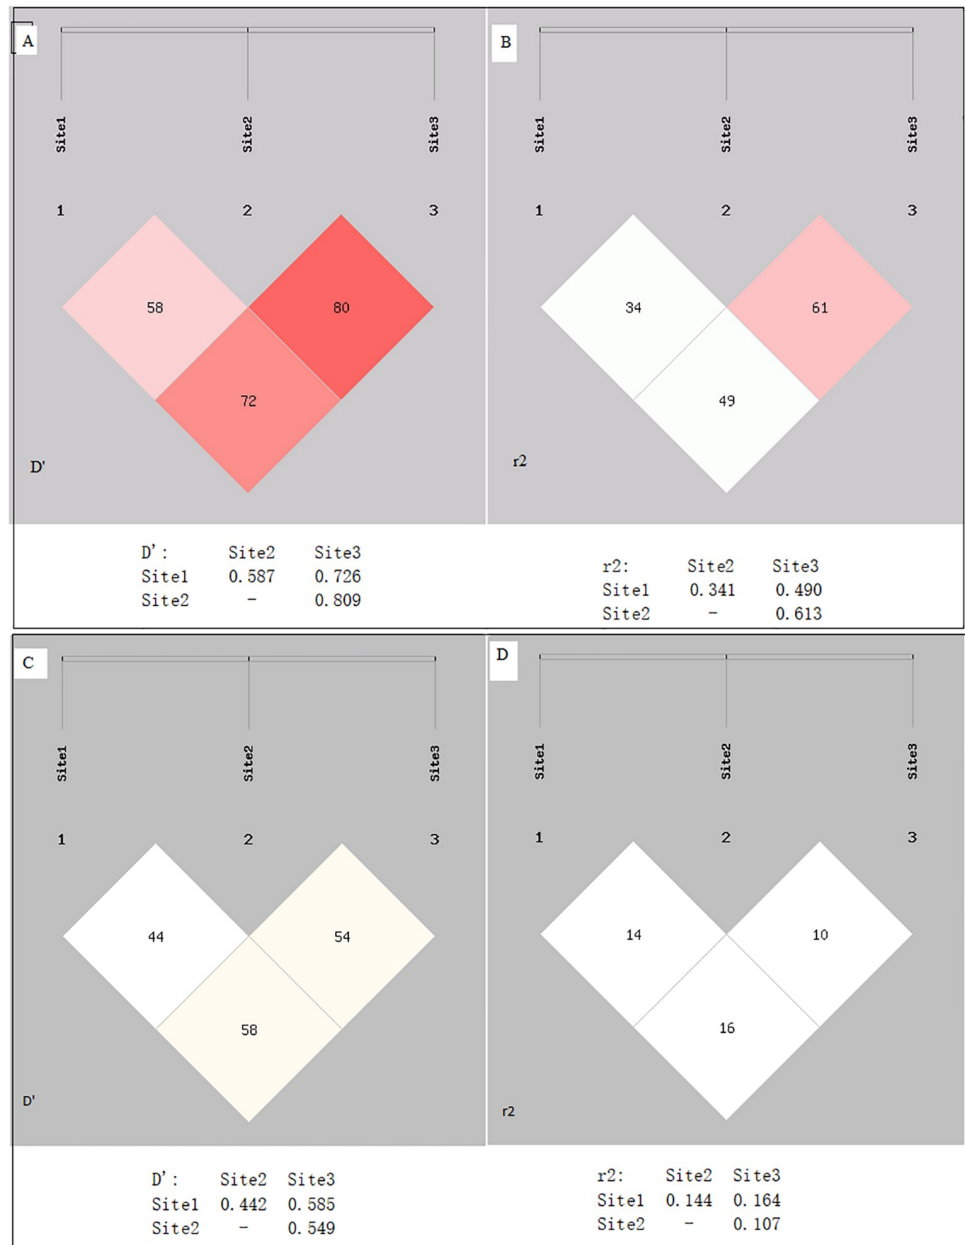 A
Site1 Site2 Site3
1 2 3
58 80
72
D'
D': Site2 Site3
Site1 0.587 0.726
Site2 - 0.809
B
Site1 Site2 Site3
1 2 3
34 61
49
r2
r2: Site2 Site3
Site1 0.341 0.490
Site2 - 0.613
C
Site1 Site2 Site3
1 2 3
44 54
58
D'
D': Site2 Site3
Site1 0.442 0.585
Site2 - 0.549
D
Site1 Site2 Site3
1 2 3
14 10
16
r2
r2: Site2 Site3
Site1 0.144 0.164
Site2 - 0.107